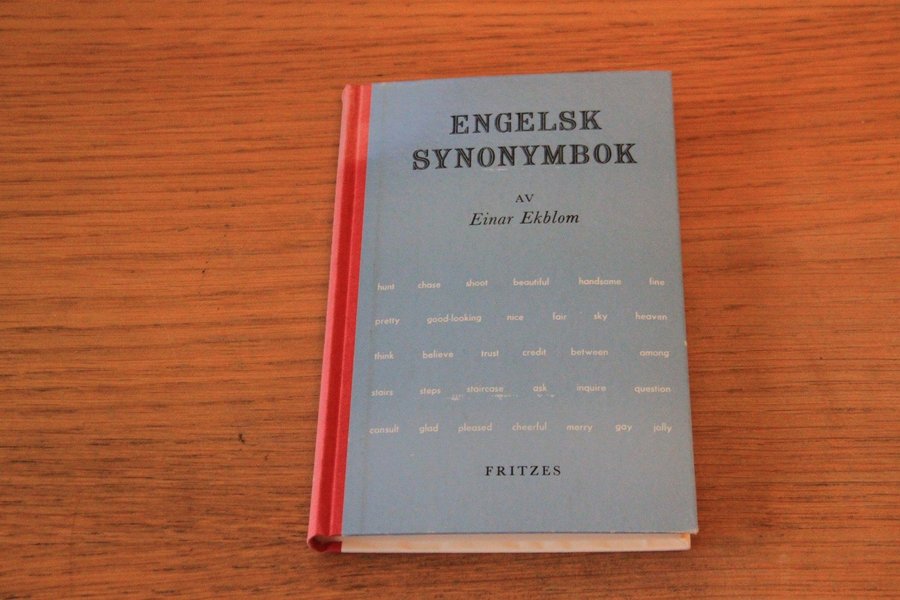 ENGELSK
SYNONYMBOK
AV
Einar Ekblom
hunt chase shoot beautiful handsome fine
pretty good-looking nice fair sky heaven
think believe trust credit between among
stairs steps staircase ask inquire question
consult glad pleased cheerful merry gay jolly
FRITZES